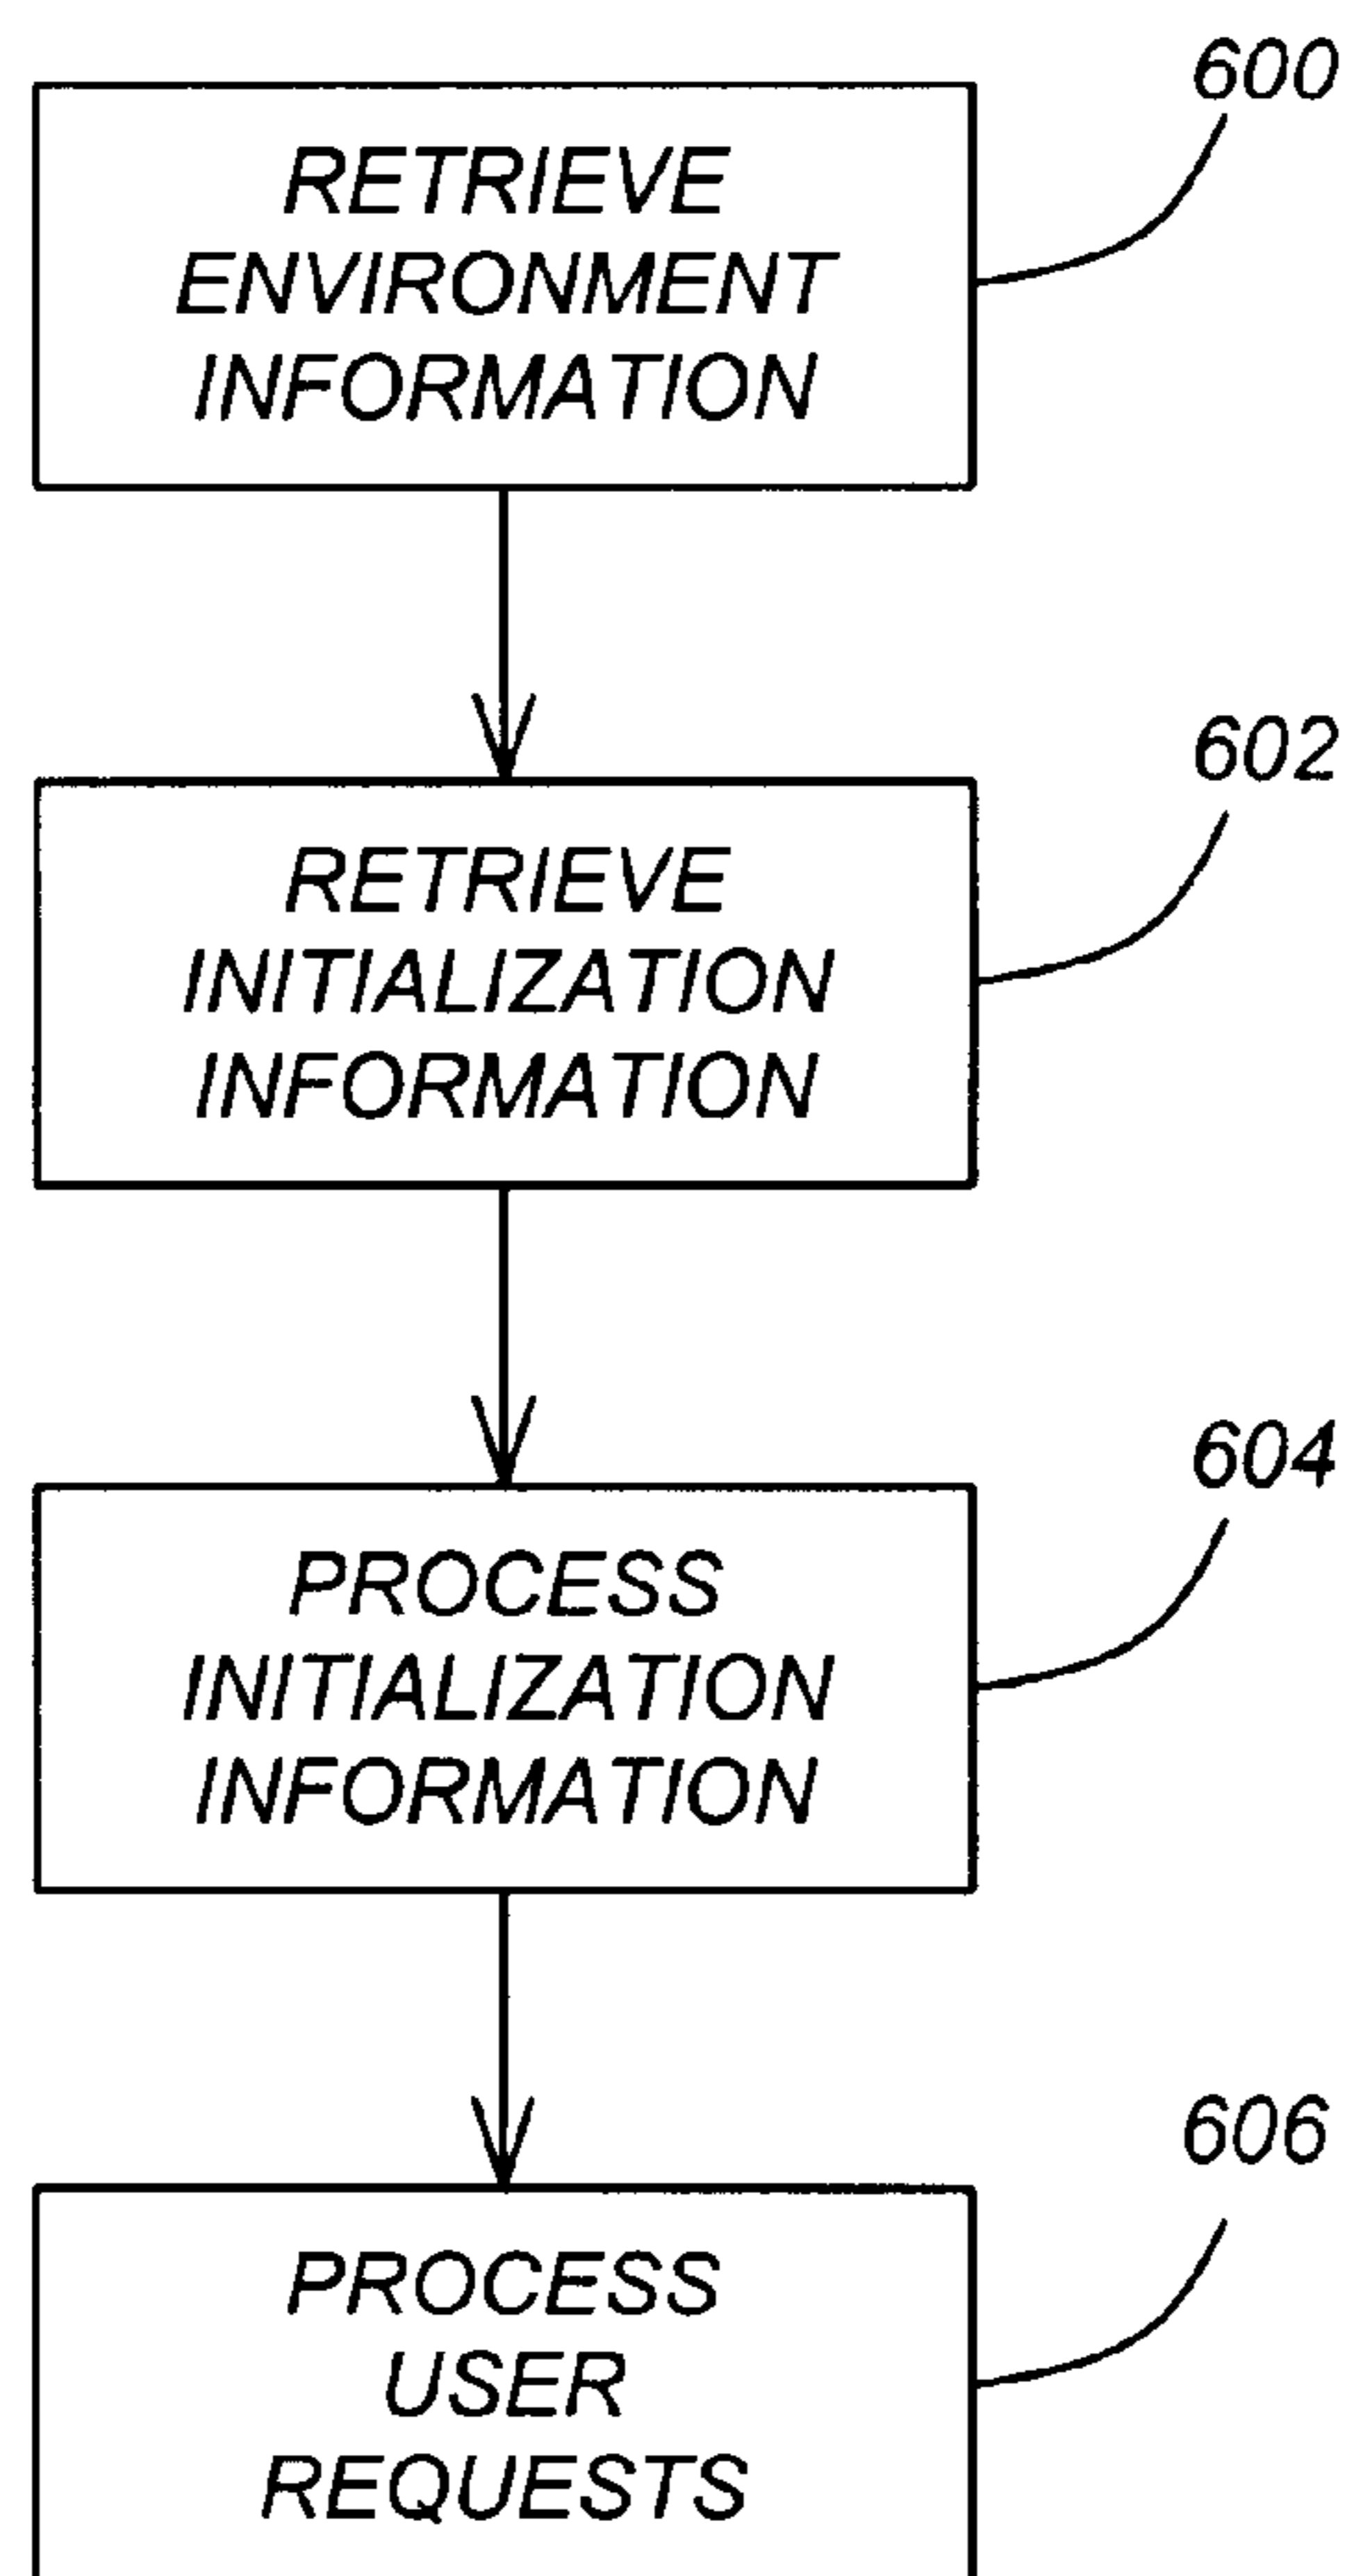 600
RETRIEVE
ENVIRONMENT
INFORMATION
602
RETRIEVE
INITIALIZATION
INFORMATION
604
PROCESS
INITIALIZATION
INFORMATION
606
PROCESS
USER
REQUESTS